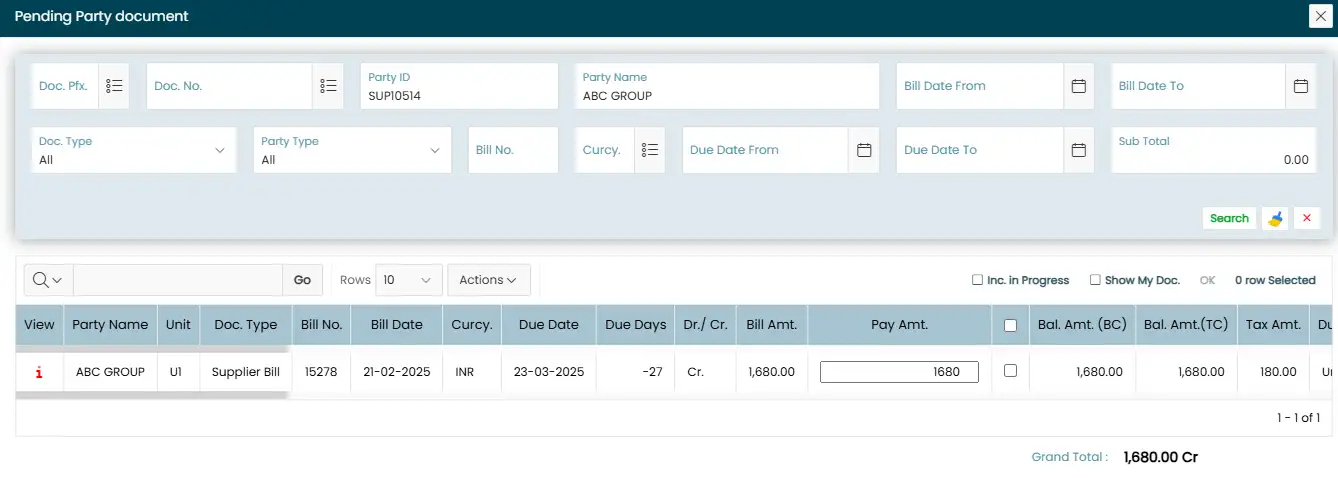 Pending Party document
Doc. Pfx. Doc. No. Party ID SUP10514 Party Name ABC GROUP Bill Date From Bill Date To
Doc. Type All Party Type All Bill No. Curcy. Due Date From Due Date To Sub Total 0.00
Search
Go Rows 10 Actions Inc. in Progress Show My Doc. OK 0 row Selected
View Party Name Unit Doc. Type Bill No. Bill Date Curcy. Due Date Due Days Dr./ Cr. Bill Amt. Pay Amt. Bal. Amt. (BC) Bal. Amt.(TC) Tax Amt. Du
i ABC GROUP U1 Supplier Bill 15278 21-02-2025 INR 23-03-2025 -27 Cr. 1,680.00 1680 1,680.00 1,680.00 180.00 Un
1 - 1 of 1
Grand Total : 1,680.00 Cr